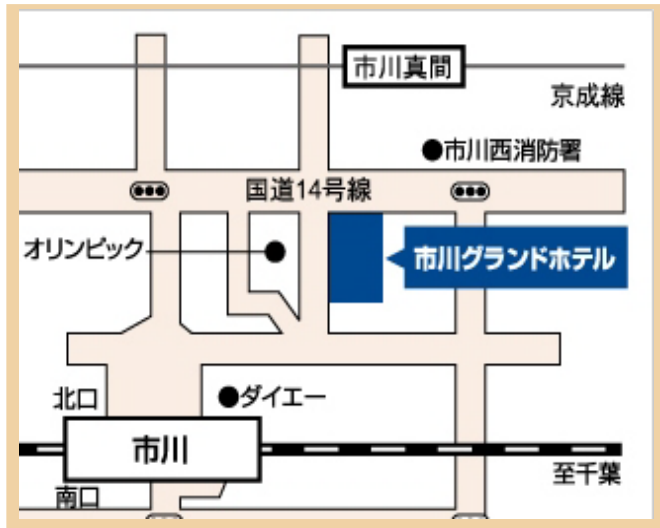 市川真間
京成線
市川西消防署
国道14号線
オリンピック
市川グランドホテル
北口
ダイエー
市川
至千葉
南口